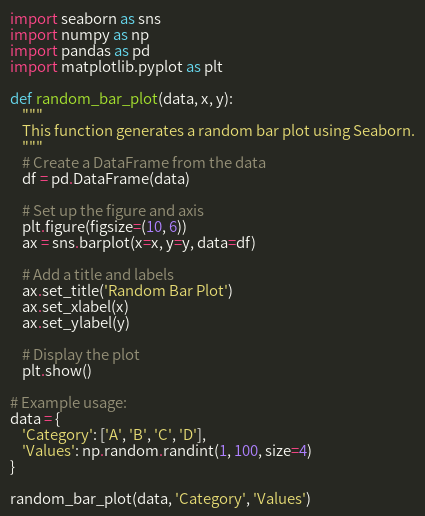 import seaborn as sns
import numpy as np
import pandas as pd
import matplotlib.pyplot as plt

def random_bar_plot(data, x, y):
    """
    This function generates a random bar plot using Seaborn.
    """
    # Create a DataFrame from the data
    df = pd.DataFrame(data)

    # Set up the figure and axis
    plt.figure(figsize=(10, 6))
    ax = sns.barplot(x=x, y=y, data=df)

    # Add a title and labels
    ax.set_title('Random Bar Plot')
    ax.set_xlabel(x)
    ax.set_ylabel(y)

    # Display the plot
    plt.show()

# Example usage:
data = {
    'Category': ['A', 'B', 'C', 'D'],
    'Values': np.random.randint(1, 100, size=4)
}

random_bar_plot(data, 'Category', 'Values')